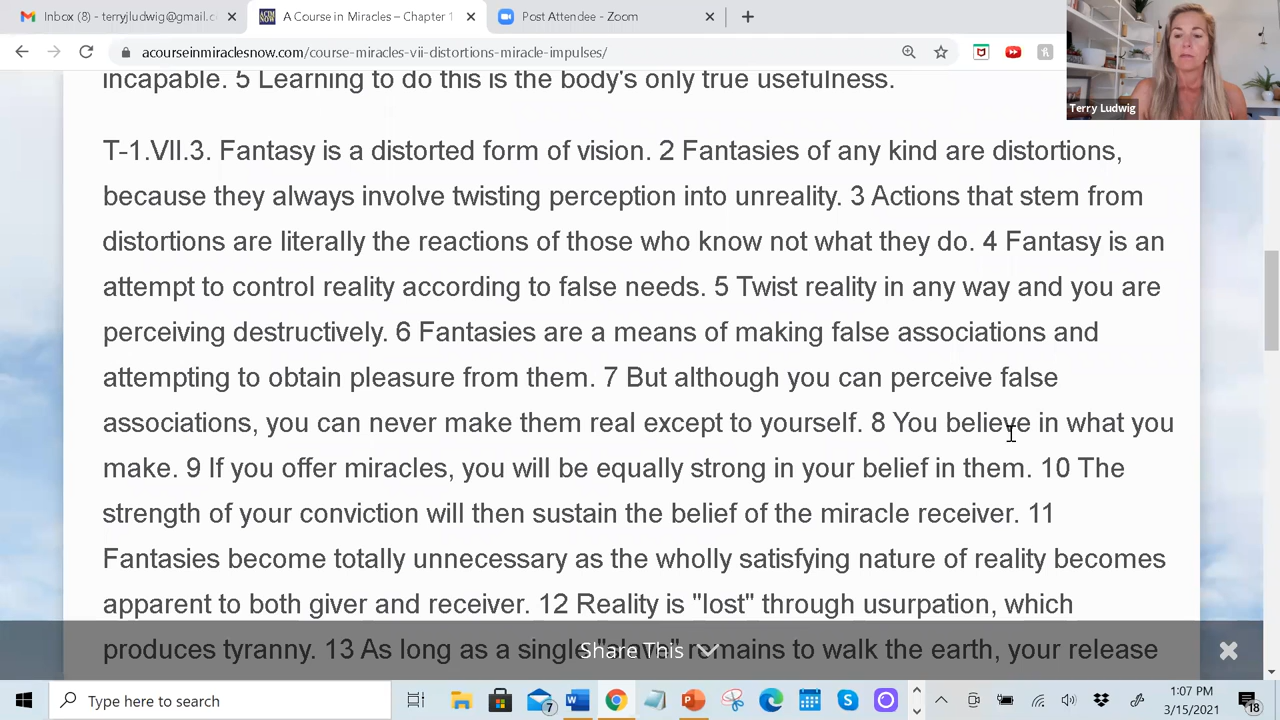 Inbox (8) - terryjludwig@gmail.c
A Course in Miracles – Chapter 1
Post Attendee - Zoom
acourseinmiraclesnow.com/course-miracles-vii-distortions-miracle-impulses/
Terry Ludwig
incapable. 5 Learning to do this is the body's only true usefulness.
T-1.VII.3. Fantasy is a distorted form of vision. 2 Fantasies of any kind are distortions,
because they always involve twisting perception into unreality. 3 Actions that stem from
distortions are literally the reactions of those who know not what they do. 4 Fantasy is an
attempt to control reality according to false needs. 5 Twist reality in any way and you are
perceiving destructively. 6 Fantasies are a means of making false associations and
attempting to obtain pleasure from them. 7 But although you can perceive false
associations, you can never make them real except to yourself. 8 You believe in what you
make. 9 If you offer miracles, you will be equally strong in your belief in them. 10 The
strength of your conviction will then sustain the belief of the miracle receiver. 11
Fantasies become totally unnecessary as the wholly satisfying nature of reality becomes
apparent to both giver and receiver. 12 Reality is "lost" through usurpation, which
produces tyranny. 13 As long as a single remains to walk the earth, your release
Share This
Type here to search
7
1:07 PM
3/15/2021
18